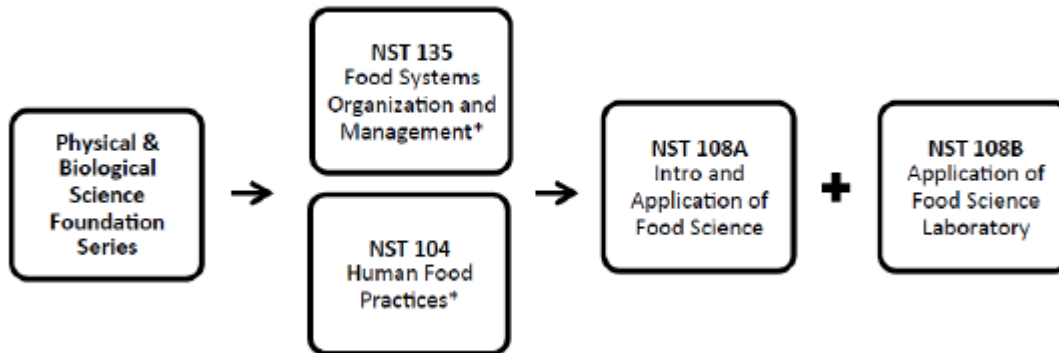 Physical &
Biological
Science
Foundation
Series
NST 135
Food Systems
Organization and
Management*
NST 104
Human Food
Practices*
NST 108A
Intro and
Application of
Food Science
NST 108B
Application of
Food Science
Laboratory